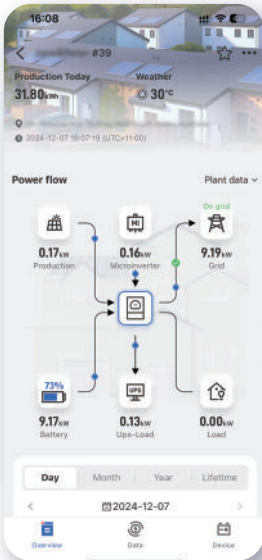 16:08
#39
Production Today
Weather
31.80kWh
30°C
2024-12-07 19:07:19 (UTC+11:00)
Power flow
Plant data
On grid
MI
0.17kW
0.16kW
9.19kW
Production
Microinverter
Grid
73%
UPS
9.17kW
0.13kW
0.00kW
Battery
Ups-Load
Load
Day
Month
Year
Lifetime
2024-12-07
Overview
Data
Device